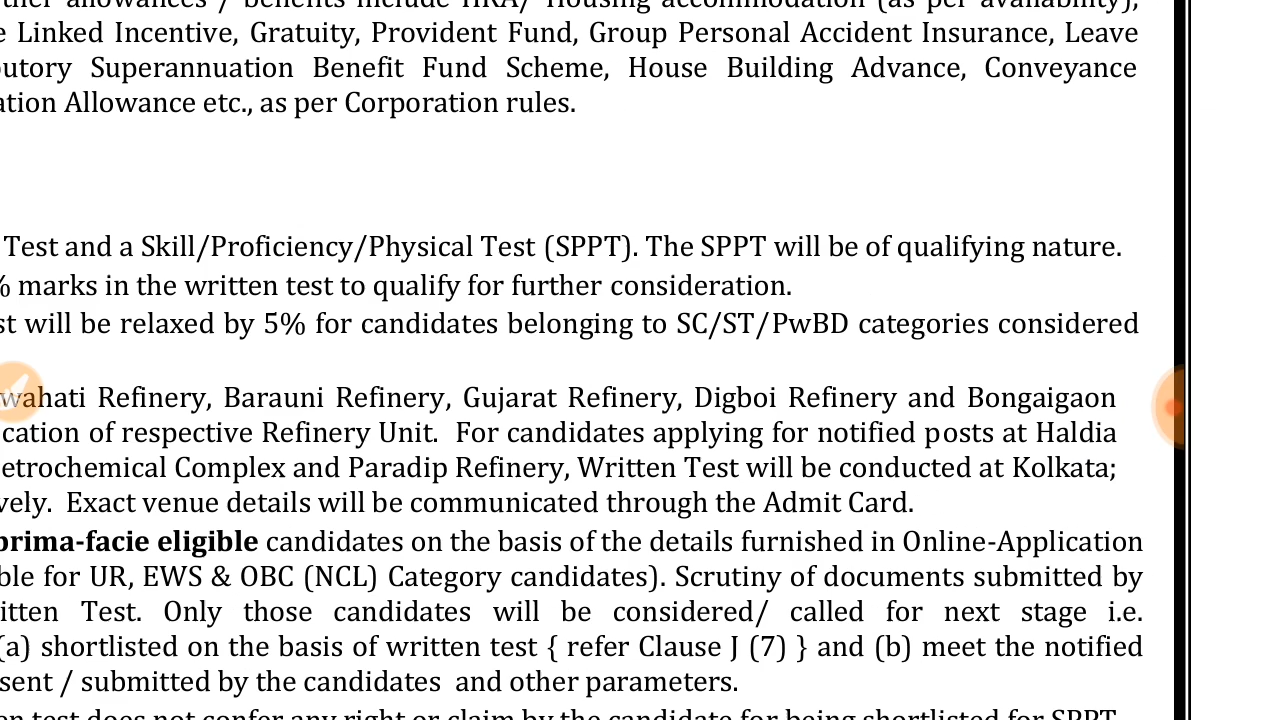 allowances / benefits include HRA/ Housing accommodation (as per availability),
e Linked Incentive, Gratuity, Provident Fund, Group Personal Accident Insurance, Leave
butory Superannuation Benefit Fund Scheme, House Building Advance, Conveyance
ation Allowance etc., as per Corporation rules.
Test and a Skill/Proficiency/Physical Test (SPPT). The SPPT will be of qualifying nature.
% marks in the written test to qualify for further consideration.
st will be relaxed by 5% for candidates belonging to SC/ST/PwBD categories considered
wahati Refinery, Barauni Refinery, Gujarat Refinery, Digboi Refinery and Bongaigaon
cation of respective Refinery Unit. For candidates applying for notified posts at Haldia
etrochemical Complex and Paradip Refinery, Written Test will be conducted at Kolkata;
vely. Exact venue details will be communicated through the Admit Card.
prima-facie eligible candidates on the basis of the details furnished in Online-Application
ble for UR, EWS & OBC (NCL) Category candidates). Scrutiny of documents submitted by
itten Test. Only those candidates will be considered/ called for next stage i.e.
(a) shortlisted on the basis of written test { refer Clause J (7) } and (b) meet the notified
sent / submitted by the candidates and other parameters.
en test does not confer any right or claim by the candidate for being shortlisted for SPPT